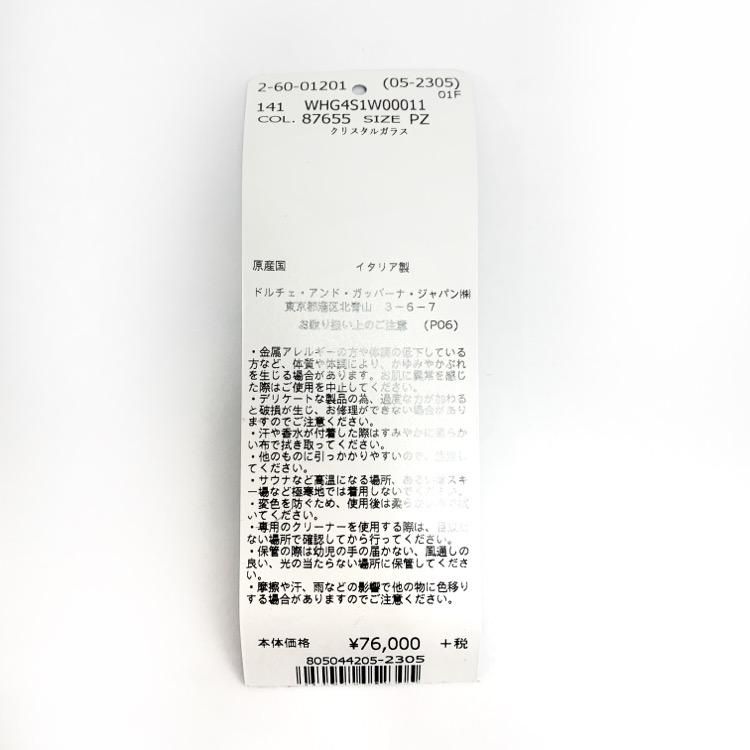 2-60-01201 (05-2305)
01F
141 WHG4S1W00011
COL. 87655 SIZE PZ
クリスタルガラス
原産国 イタリア製
ドルチェ・アンド・ガッバーナ・ジャパン㈱
東京都港区北青山 3-6-7
お取り扱い上のご注意 (P06)
・金属アレルギーの方や体調の低下している
方など、体質や体調により、かゆみやかぶれ
を生じる場合があります。お肌に異常を感じ
た際はご使用を中止してください。
・デリケートな製品の為、過度な力が加わる
と破損が生じ、お修理ができない場合があり
ますのでご注意ください。
・汗や香水が付着した際はすみやかに柔らか
い布で拭き取ってください。
・他のものに引っかかりやすいので、注意し
てください。
・サウナなど高温になる場所、あるいはスキ
ー場など極寒地では着用しないでください。
・変色を防ぐため、使用後は柔らかい布で拭
いてください。
・専用のクリーナーを使用する際は、目立た
ない場所で確認してから行ってください。
・保管の際は幼児の手の届かない、風通しの
良い、光の当たらない場所に保管してくださ
い。
・摩擦や汗、雨などの影響で他の物に色移り
する場合がありますのでご注意ください。
本体価格 ¥76,000 +税
805044205-2305